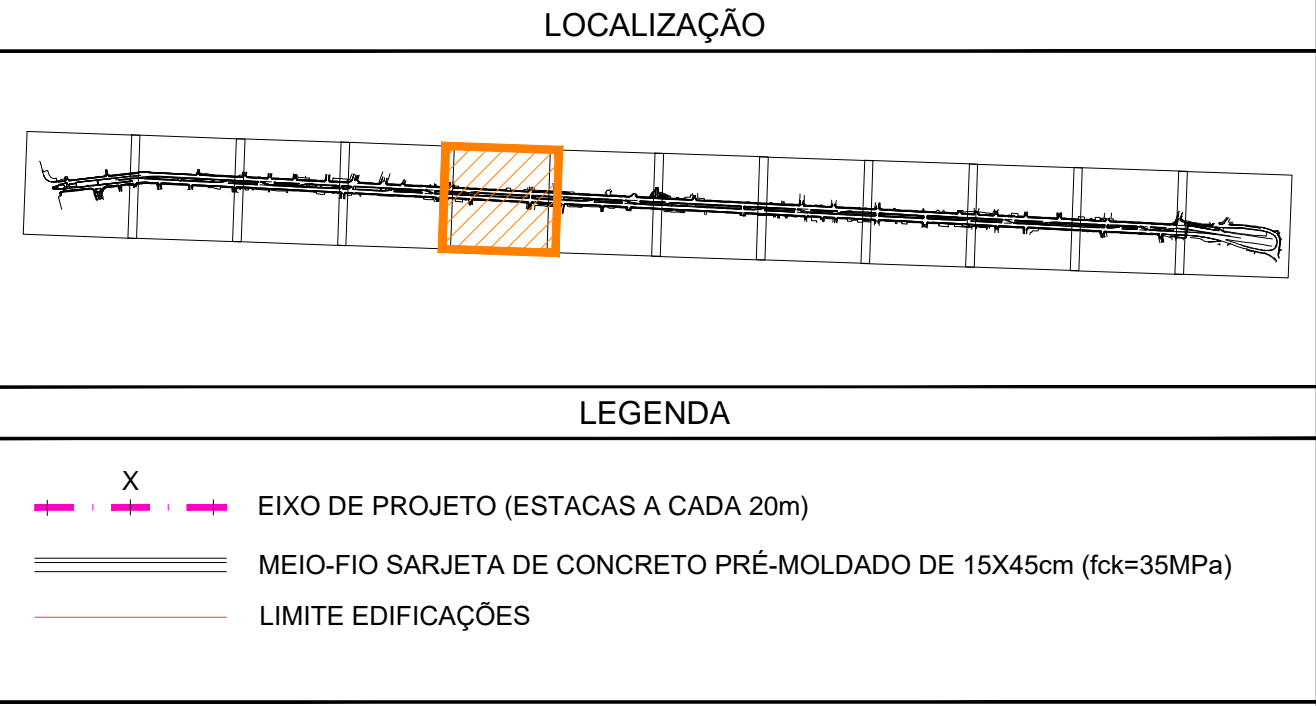 LOCALIZAÇÃO
LEGENDA
X
EIXO DE PROJETO (ESTACAS A CADA 20m)
MEIO-FIO SARJETA DE CONCRETO PRÉ-MOLDADO DE 15X45cm (fck=35MPa)
LIMITE EDIFICAÇÕES